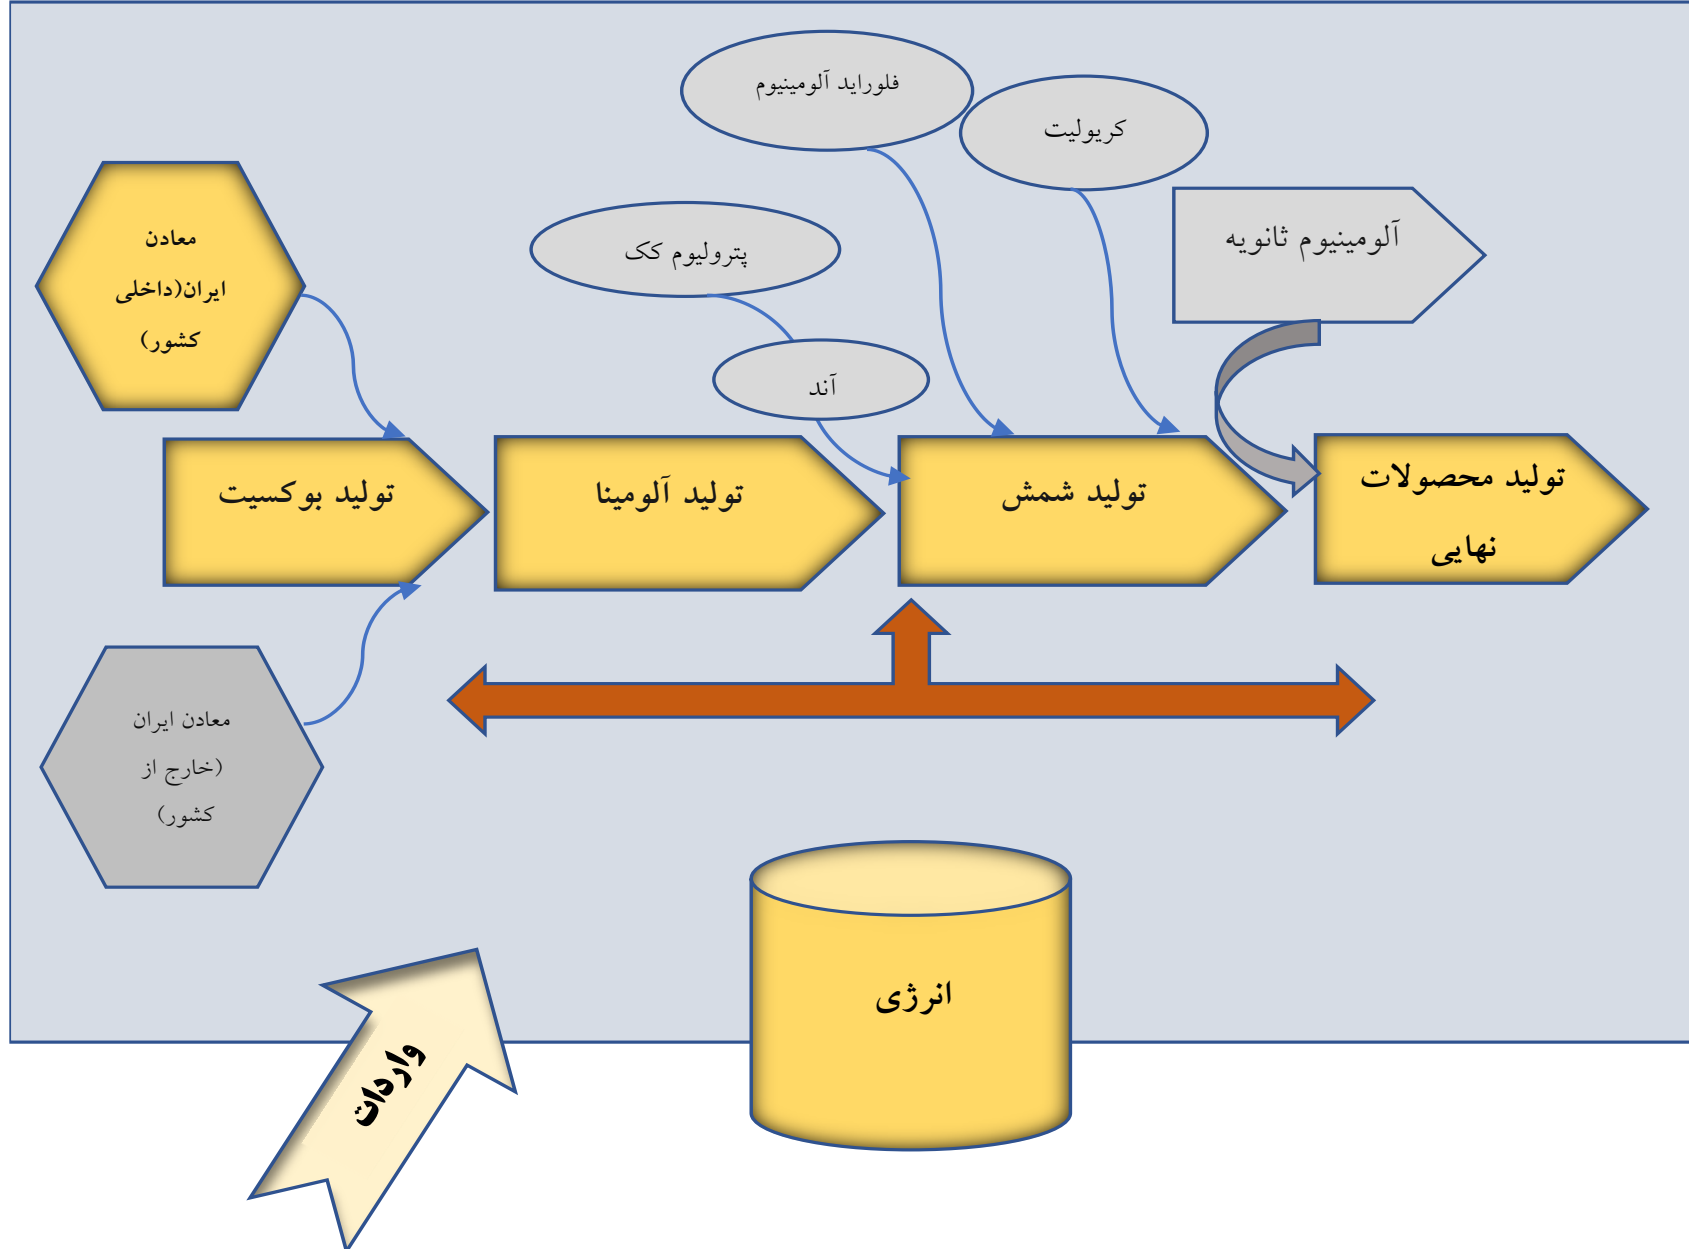 فلوراید آلومینیوم
کریولیت
معادن
ایران(داخلی
کشور)
پترولیوم کک
آلومینیوم ثانویه
آند
تولید بوکسیت
تولید آلومینا
تولید شمش
تولید محصولات
نهایی
معادن ایران
(خارج از
کشور)
انرژی
واردات